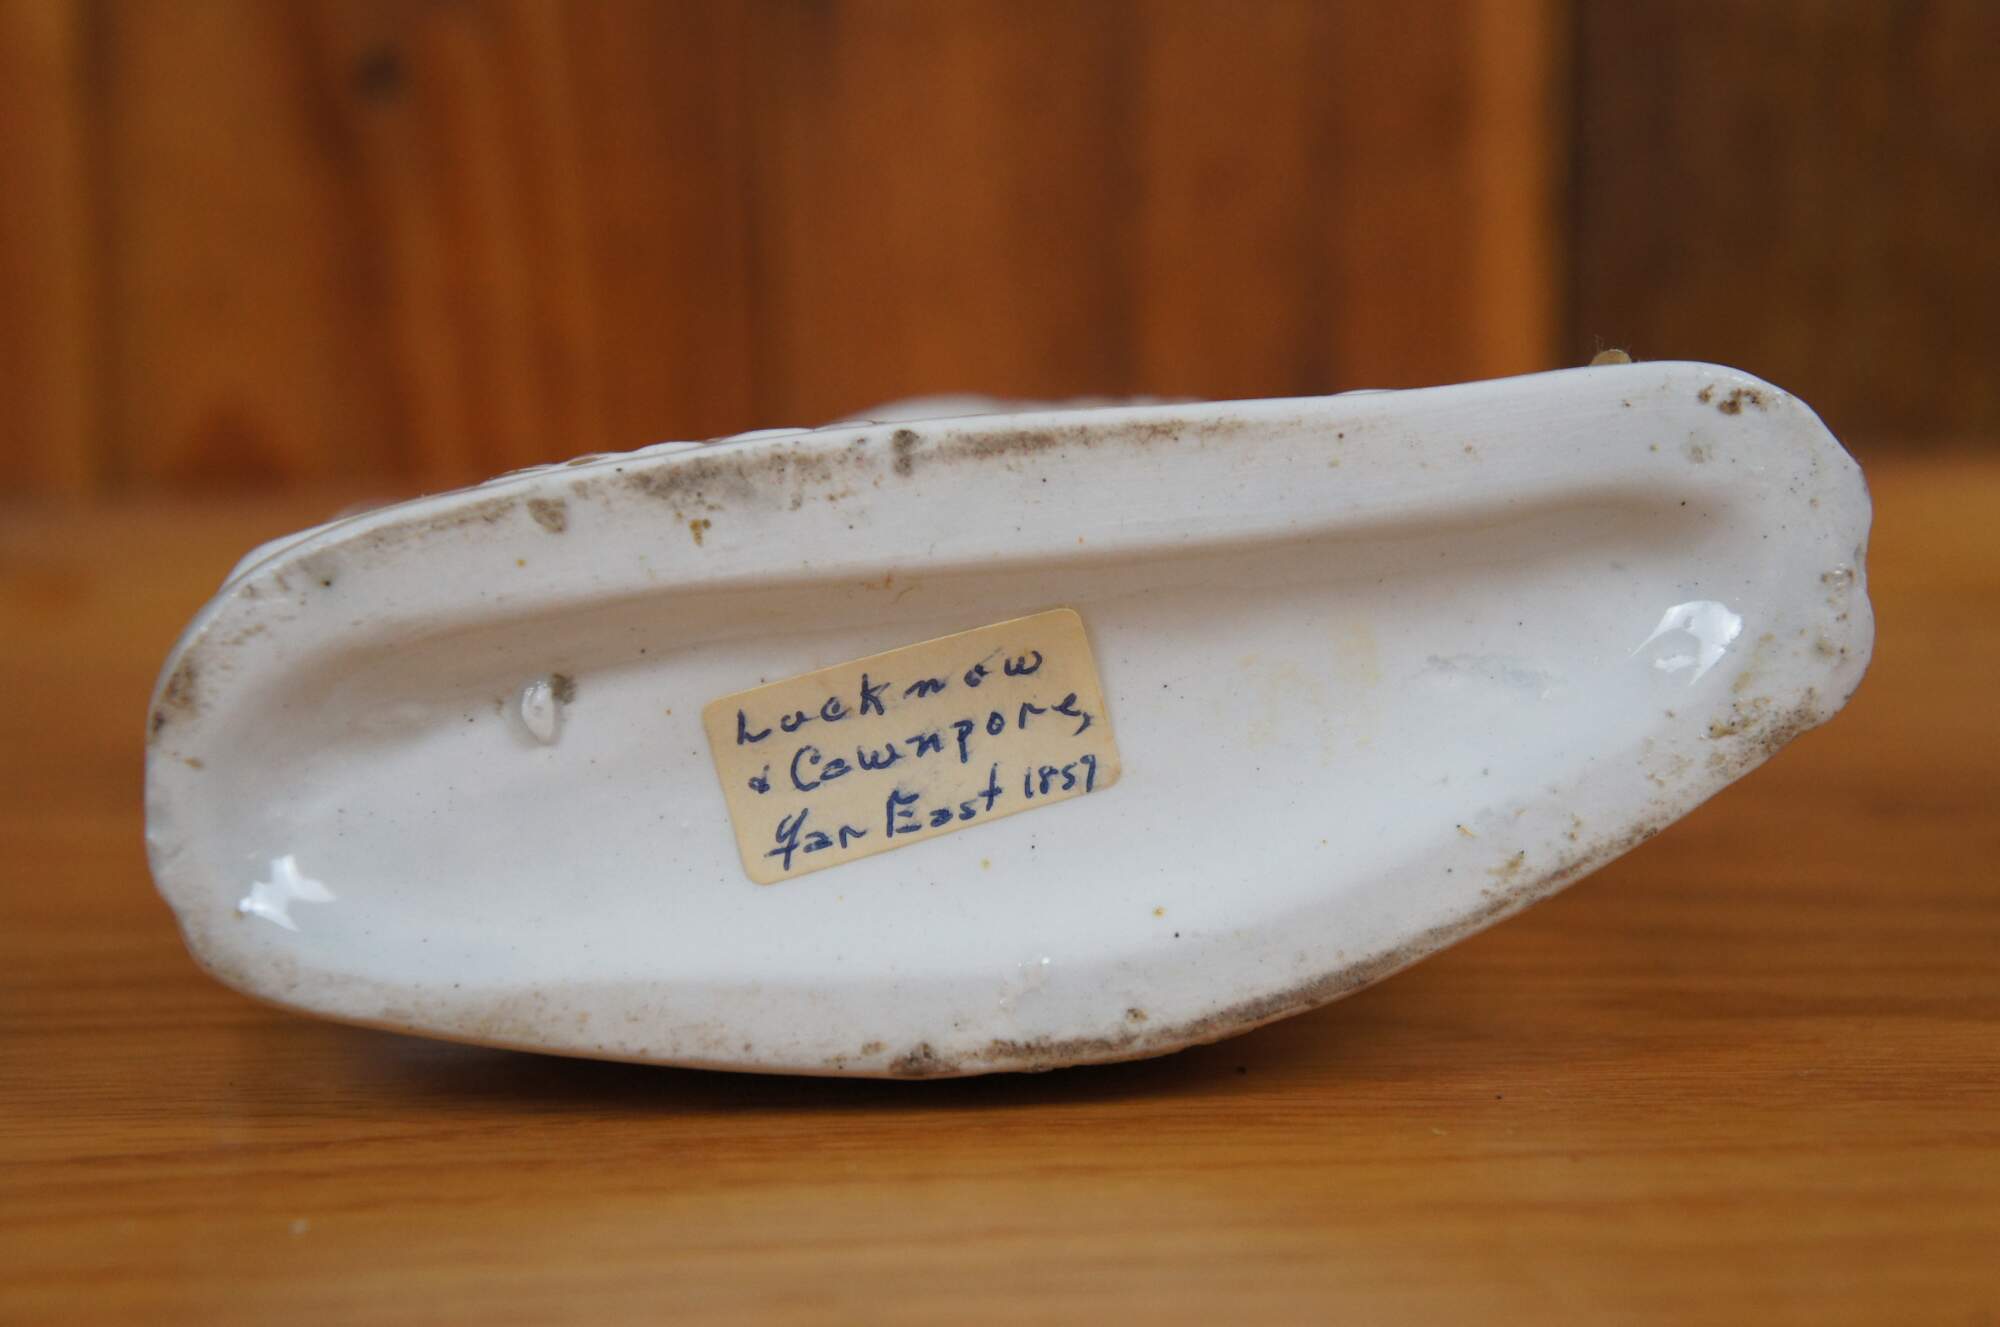 Lucknow
& Cawnpore,
Far East 1857